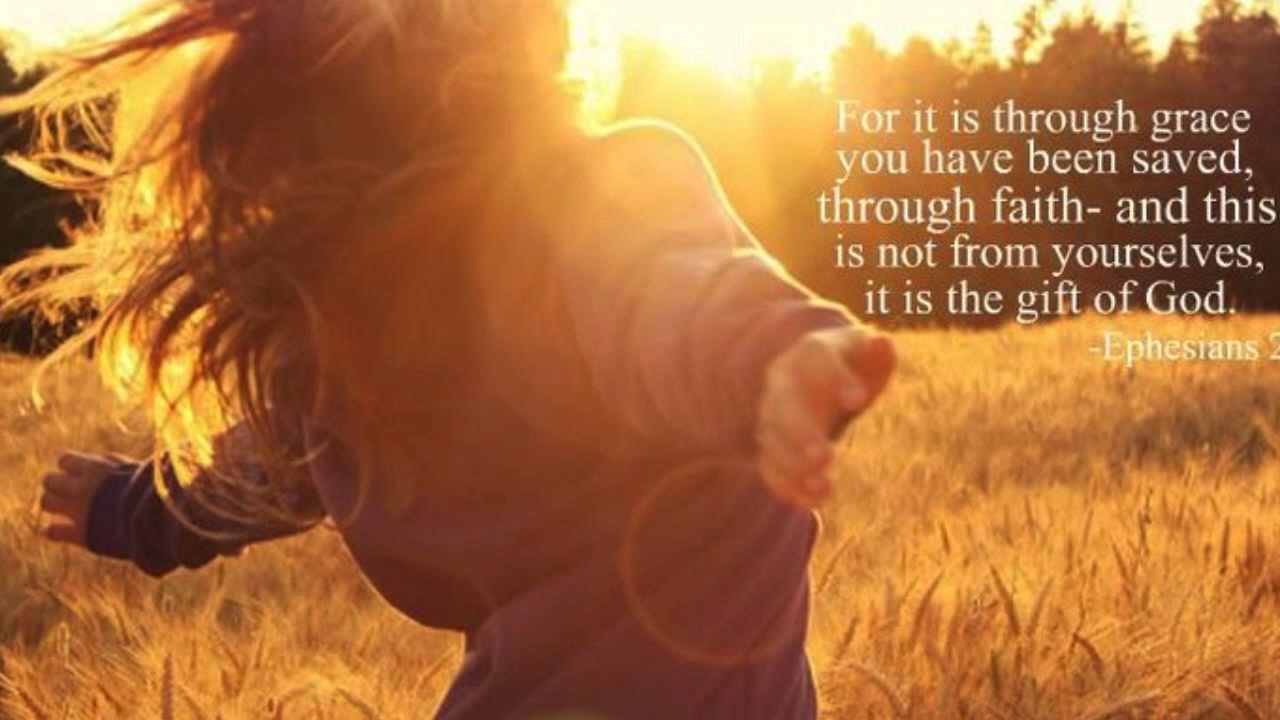 For it is through grace
you have been saved,
through faith- and this
is not from yourselves,
it is the gift of God.
-Ephesians 2